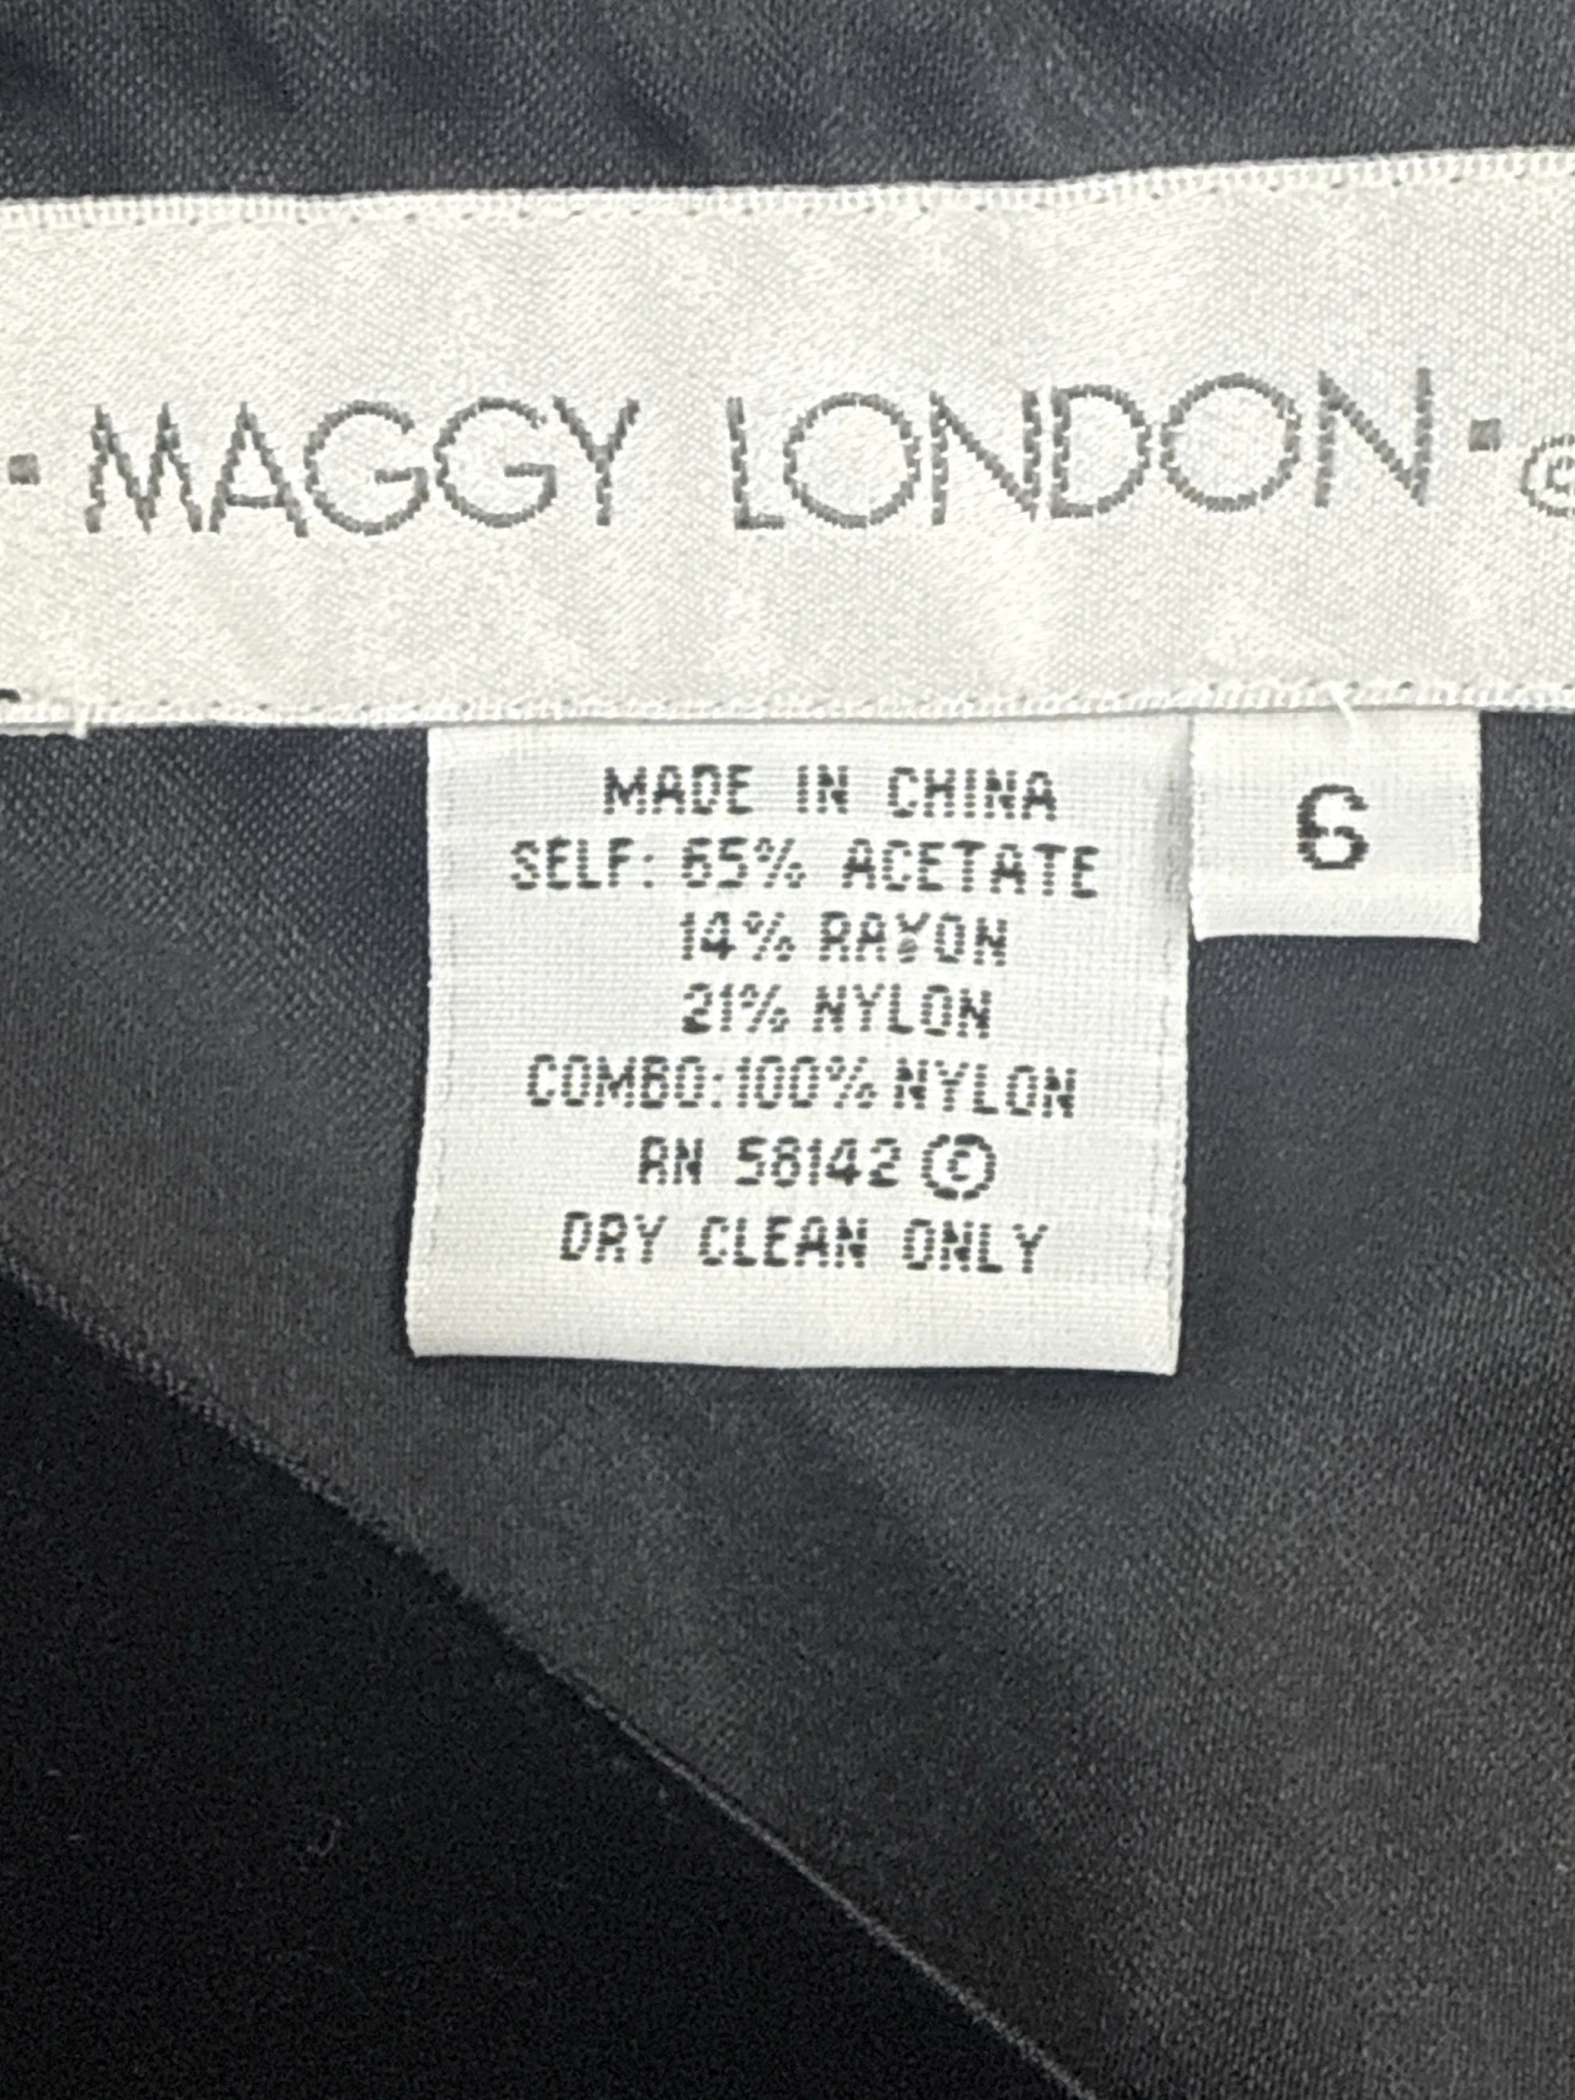 · MAGGY LONDON · ©
MADE IN CHINA
6
SELF: 65% ACETATE
14% RAYON
21% NYLON
COMBO: 100% NYLON
RN 58142 ©
DRY CLEAN ONLY